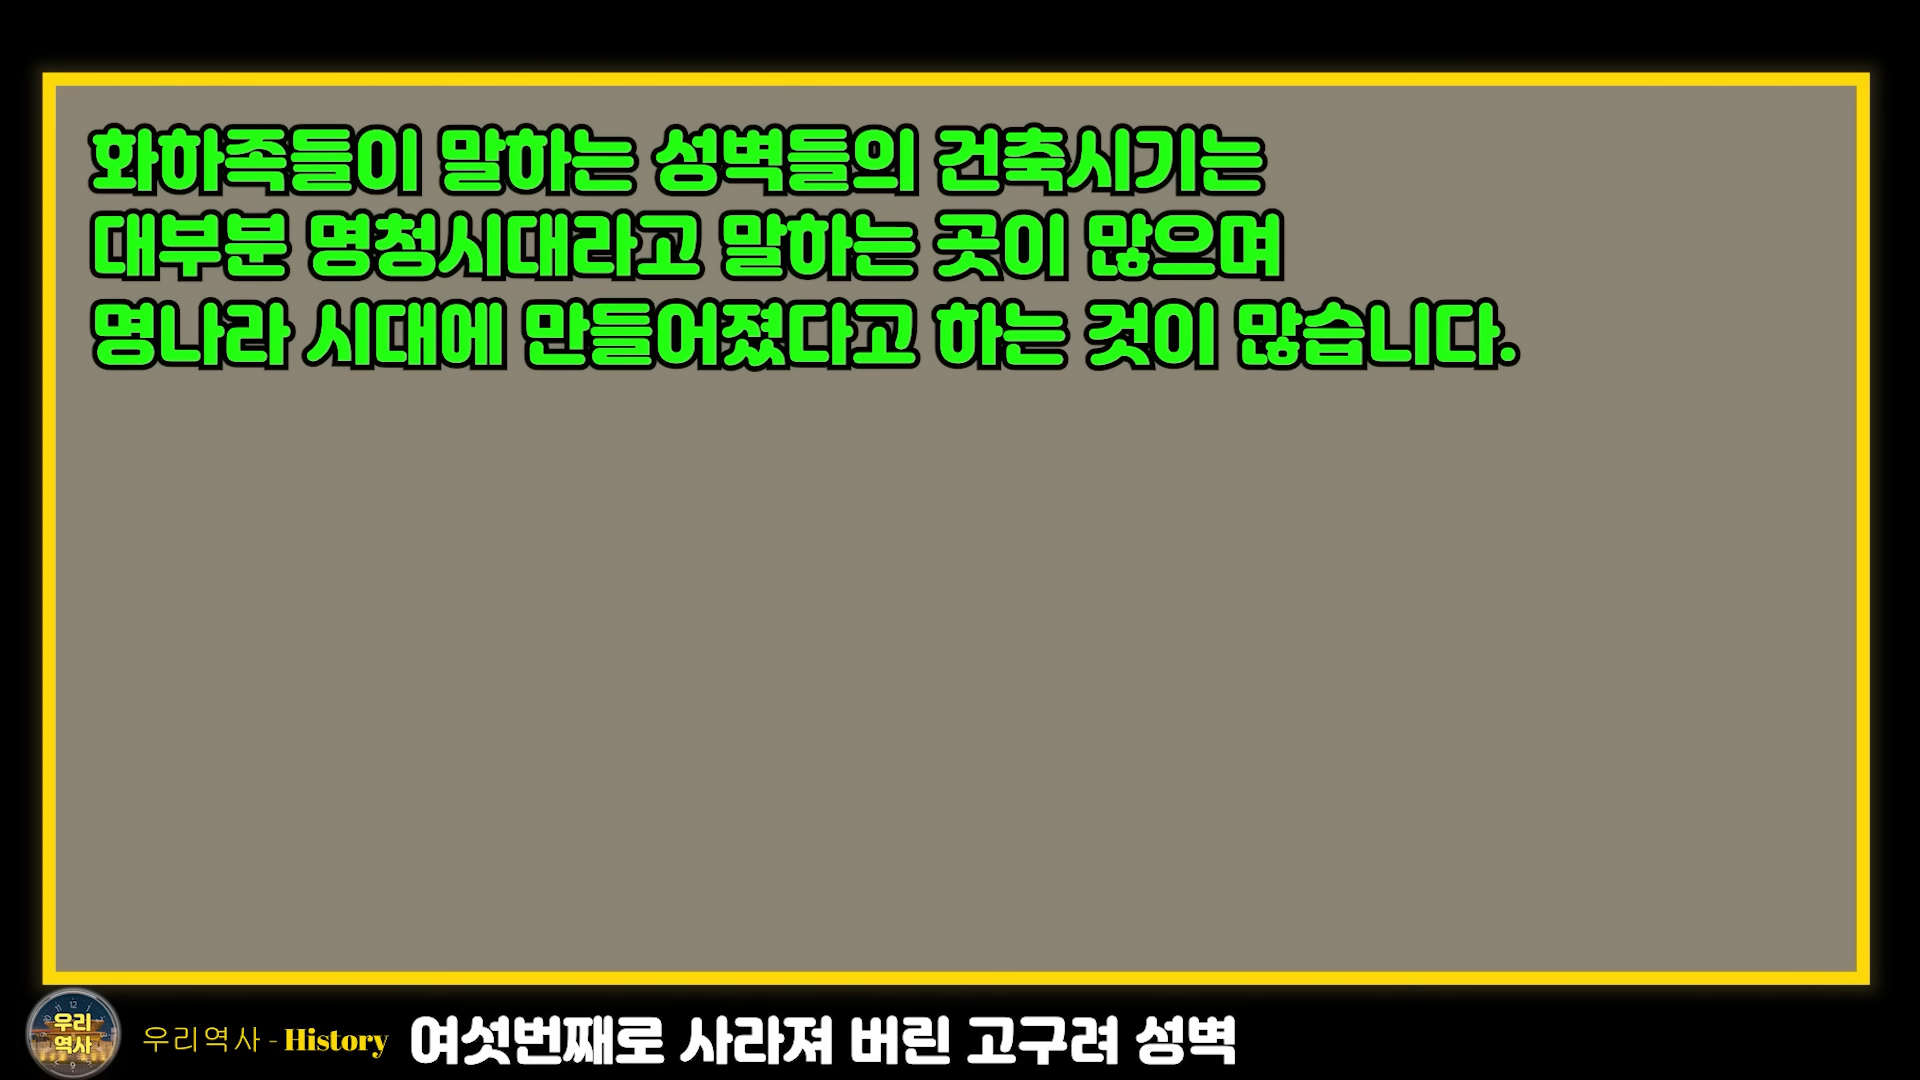 화하족들이 말하는 성벽들의 건축시기는
대부분 명청시대라고 말하는 곳이 많으며
명나라 시대에 만들어졌다고 하는 것이 많습니다.
우리
역사
우리역사 - History
여섯번째로 사라져 버린 고구려 성벽